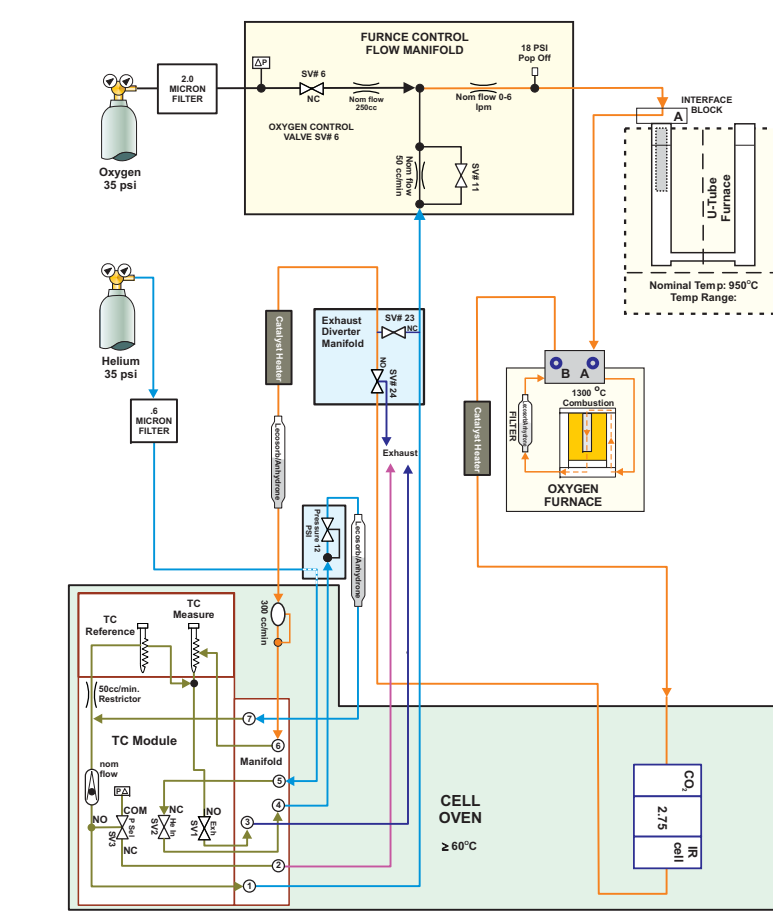 FURNCE CONTROL
FLOW MANIFOLD
ΔP
SV# 6
NC
Nom flow
250cc
18 PSI
Pop Off
Nom flow 0-6
lpm
OXYGEN CONTROL
VALVE SV# 6
Nom flow
50 cc/min
SV# 11
2.0
MICRON
FILTER
Oxygen
35 psi
INTERFACE
BLOCK
A
U-Tube
Furnace
Nominal Temp: 950°C
Temp Range:
Helium
35 psi
.6
MICRON
FILTER
Catalyst Heater
Exhaust
Diverter
Manifold
SV# 23
NC
NO
SV# 24
Exhaust
Lecosorb/Anhydrone
Pressure 12
PSI
Lecosorb/Anhydrone
Catalyst Heater
B A
1300 °C
Combustion
Lecosorb/Anhydrone
FILTER
OXYGEN
FURNACE
300 cc/min
TC
Reference
TC
Measure
50cc/min.
Restrictor
TC Module
nom
flow
PΔ
COM
NO
P Sel
SV3
NC
NC
He In
SV2
NO
Exh
SV1
Manifold
7
6
5
4
3
2
1
CELL
OVEN
≥ 60°C
CO2
2.75
IR
cell